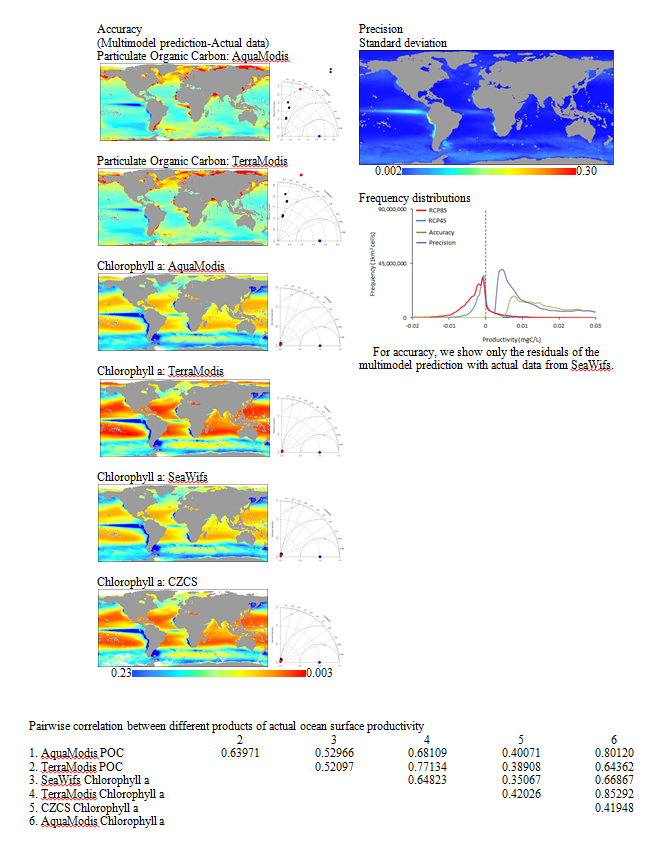 Accuracy
(Multimodel prediction-Actual data)
Particulate Organic Carbon: AquaModis
Particulate Organic Carbon: TerraModis
Chlorophyll a: AquaModis
Chlorophyll a: TerraModis
Chlorophyll a: SeaWifs
Chlorophyll a: CZCS
0.23 0.003
Precision
Standard deviation
0.002 0.30
Frequency distributions
90,000,000
45,000,000
0
Frequency (1km² cells)
RCP85
RCP45
Accuracy
Precision
-0.02 -0.01 0 0.01 0.02 0.03
Productivity (mgC/L)
For accuracy, we show only the residuals of the
multimodel prediction with actual data from SeaWifs.
Pairwise correlation between different products of actual ocean surface productivity
2 3 4 5 6
1. AquaModis POC 0.63971 0.52966 0.68109 0.40071 0.80120
2. TerraModis POC 0.52097 0.77134 0.38908 0.64362
3. SeaWifs Chlorophyll a 0.64823 0.35067 0.66867
4. TerraModis Chlorophyll a 0.42026 0.85292
5. CZCS Chlorophyll a 0.41948
6. AquaModis Chlorophyll a